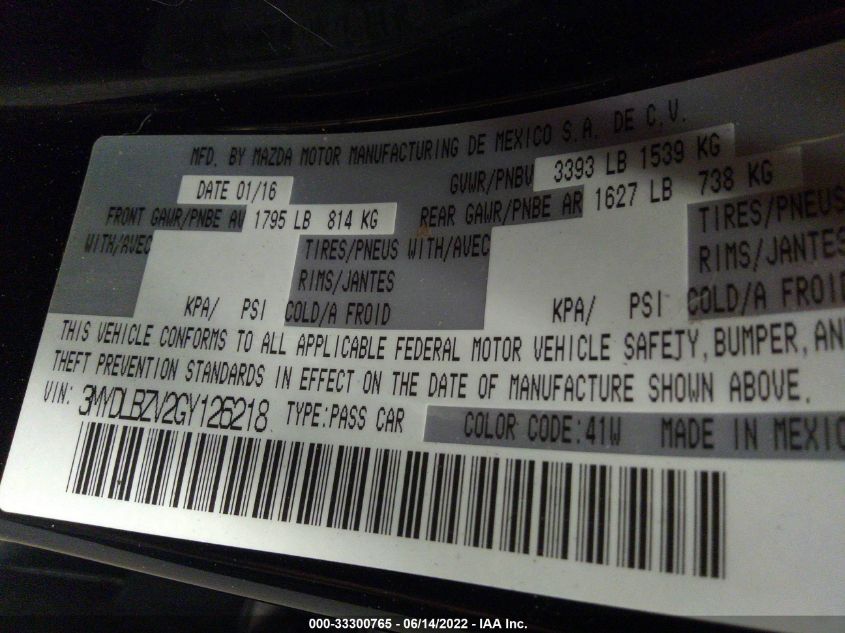 MFD. BY MAZDA MOTOR MANUFACTURING DE MEXICO S.A. DE C.V.
DATE 01/16 GVWR/PNBV 3393 LB 1539 KG
FRONT GAWR/PNBE AV 1795 LB 814 KG REAR GAWR/PNBE AR 1627 LB 738 KG
WITH/AVEC TIRES/PNEUS WITH/AVEC TIRES/PNEUS
RIMS/JANTES RIMS/JANTES
KPA/ PSI COLD/A FROID KPA/ PSI COLD/A FROID
THIS VEHICLE CONFORMS TO ALL APPLICABLE FEDERAL MOTOR VEHICLE SAFETY, BUMPER, AN
THEFT PREVENTION STANDARDS IN EFFECT ON THE DATE OF MANUFACTURE SHOWN ABOVE.
VIN: 3MYDLBZV2GY126218 TYPE:PASS CAR COLOR CODE:41W MADE IN MEXIC
000-33300765 - 06/14/2022 - IAA Inc.